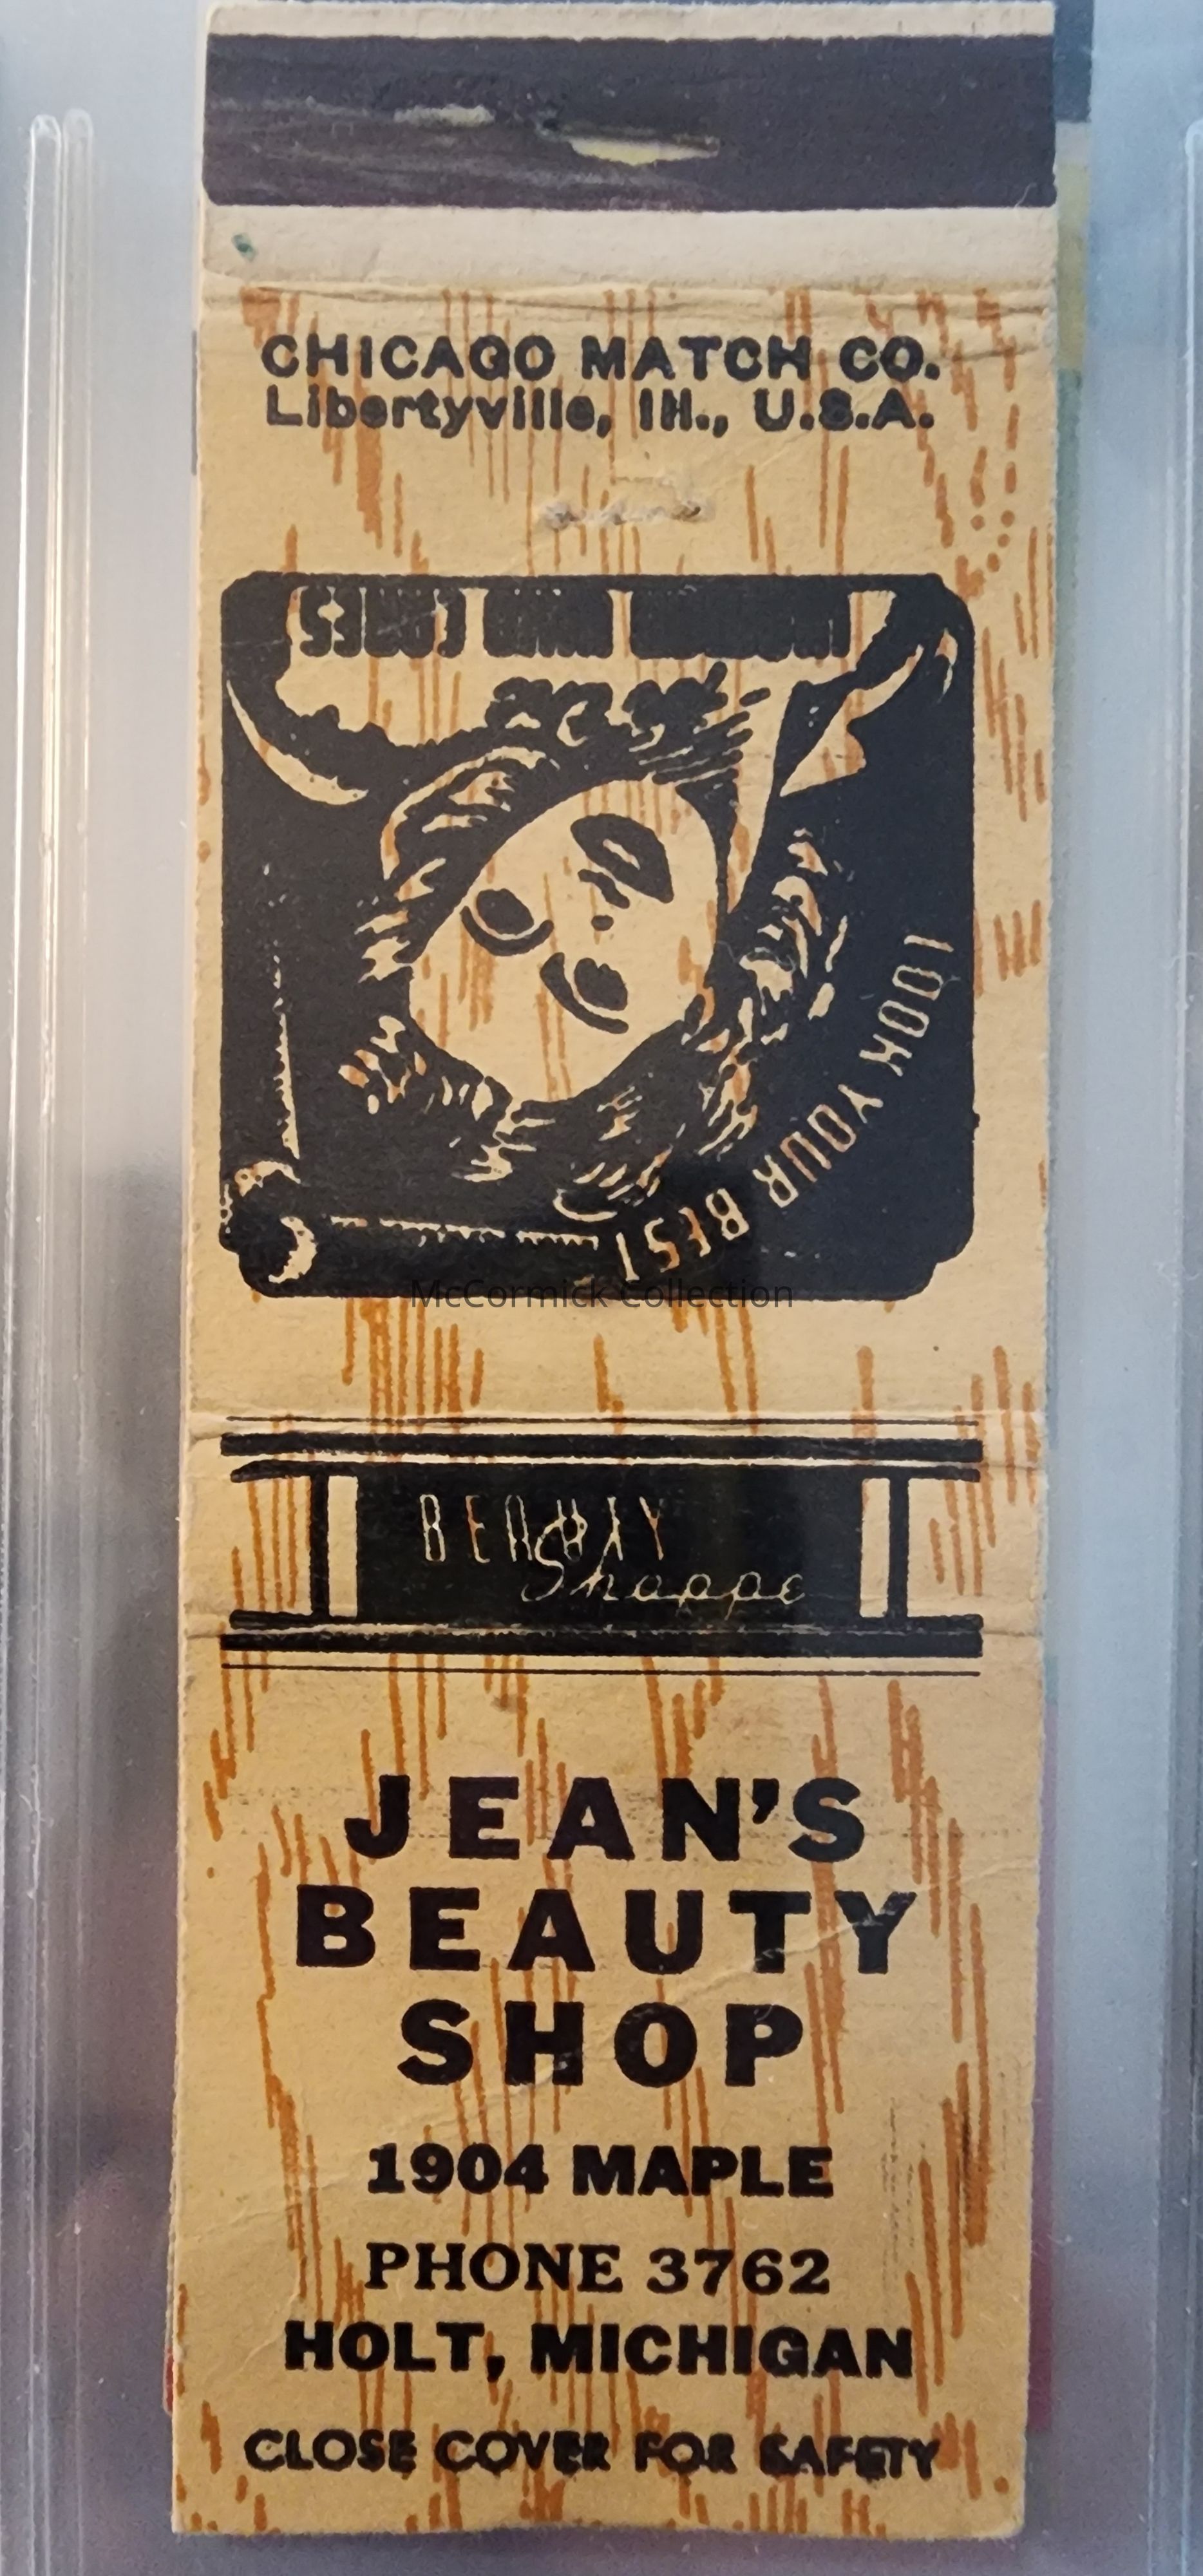 CHICAGO MATCH CO.
Libertyville, Ill., U.S.A.
LOOK YOUR BEST
McCormick Collection
BEAUTY
Shoppe
JEAN'S
BEAUTY
SHOP
1904 MAPLE
PHONE 3762
HOLT, MICHIGAN
CLOSE COVER FOR SAFETY